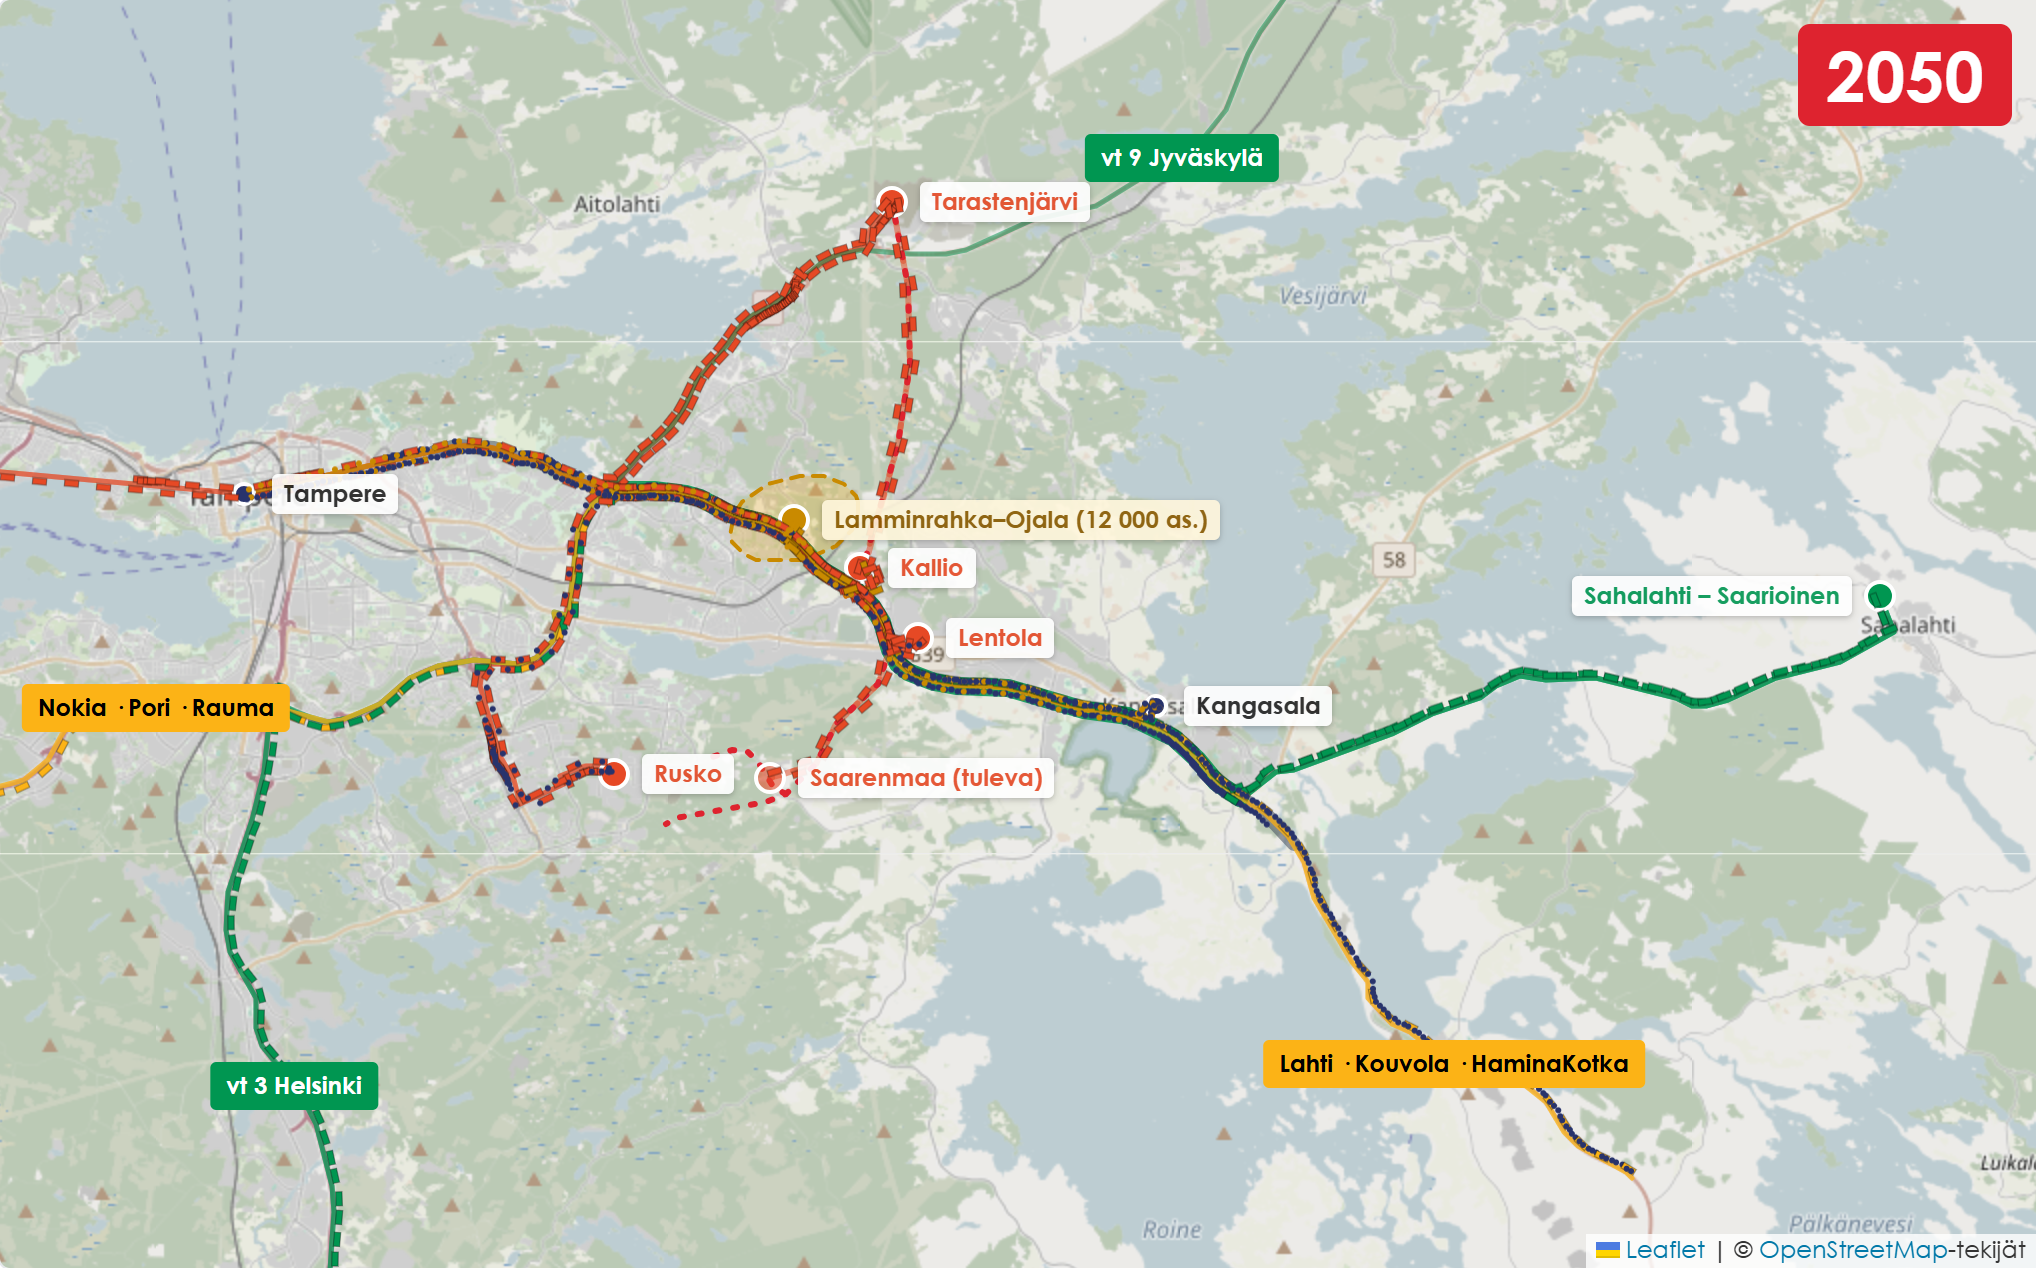 2050
vt 9 Jyväskylä
Tarastenjärvi
Aitolahti
Vesijärvi
Tampere
Lamminrahka–Ojala (12 000 as.)
Kallio
58
Sahalahti – Saarioinen
Lentola
Nokia · Pori · Rauma
Kangasala
Rusko
Saarenmaa (tuleva)
Lahti · Kouvola · HaminaKotka
vt 3 Helsinki
Roine
Pälkänevesi
Leaflet | © OpenStreetMap-tekijät